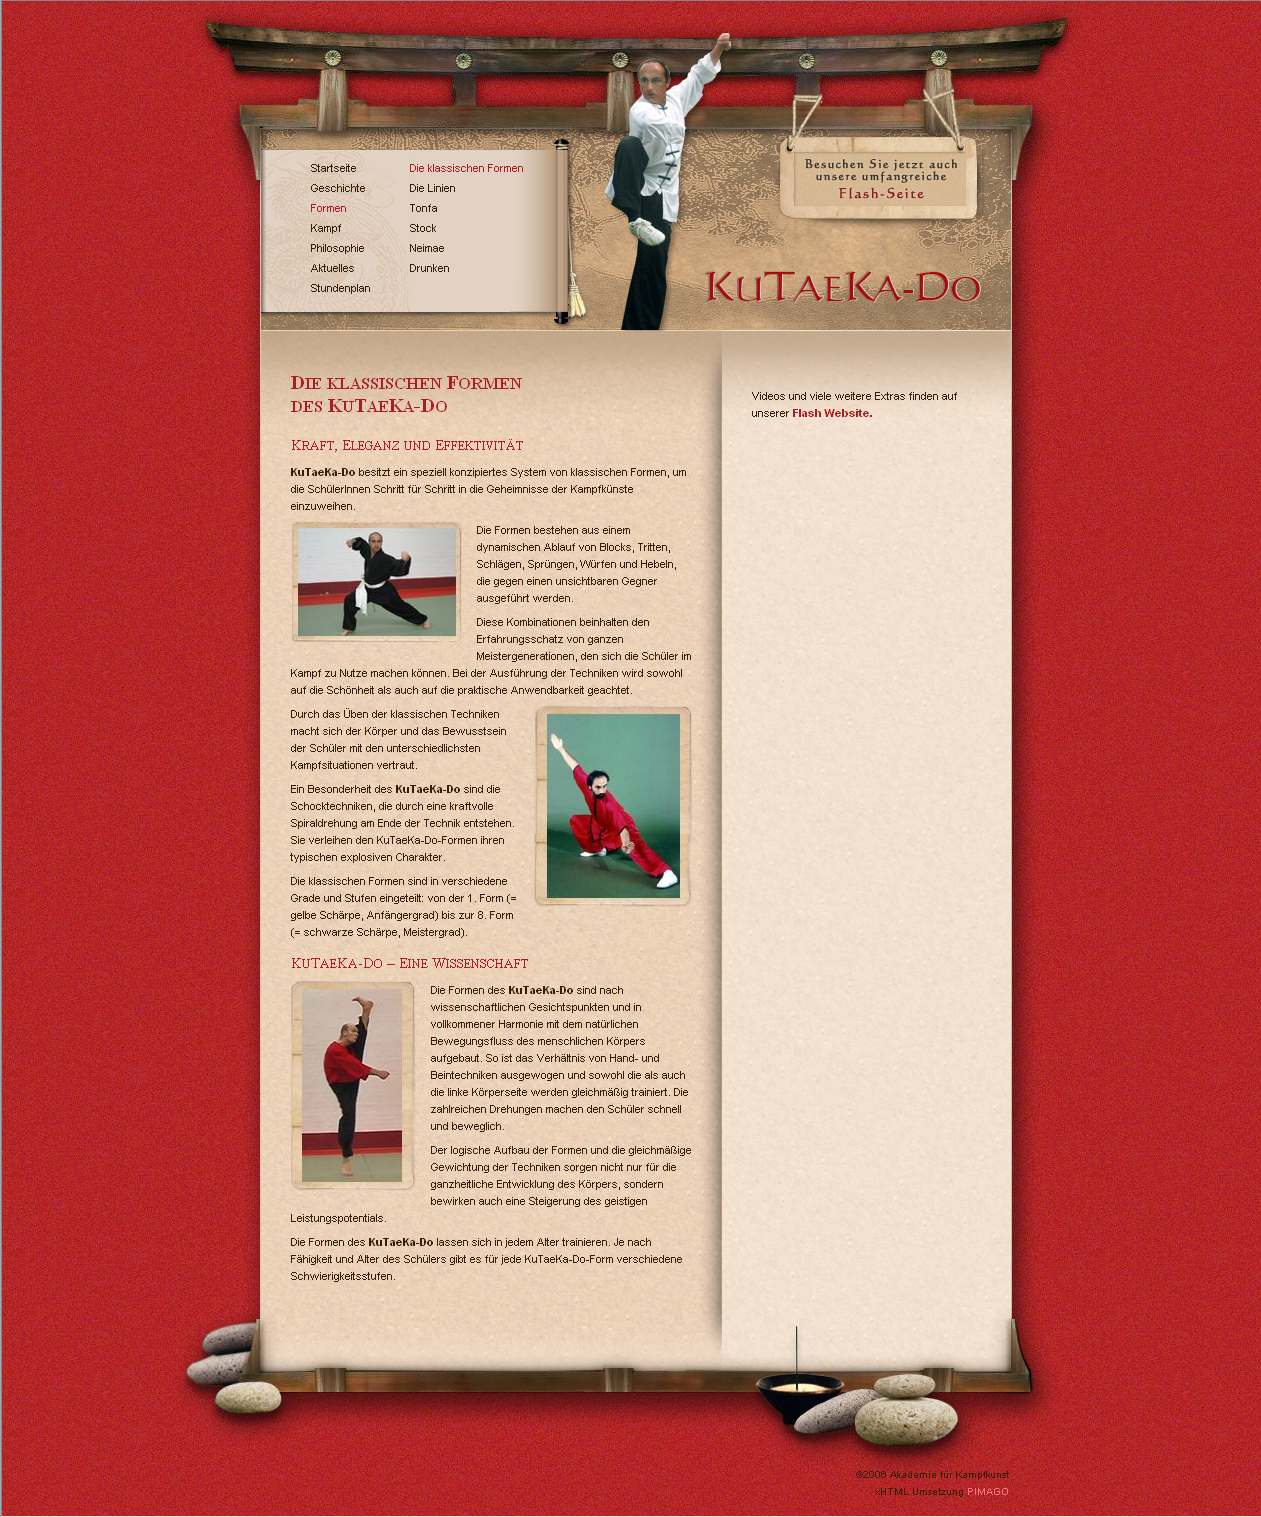 Startseite
Geschichte
Formen
Kampf
Philosophie
Aktuelles
Stundenplan
Die klassischen Formen
Die Linien
Tonfa
Stock
Neimae
Drunken
Besuchen Sie jetzt auch
unsere umfangreiche
Flash-Seite
KuTaeKa-Do
Die klassischen Formen
des KuTaeKa-Do
Kraft, Eleganz und Effektivität
KuTaeKa-Do besitzt ein speziell konzipiertes System von klassischen Formen, um
die SchülerInnen Schritt für Schritt in die Geheimnisse der Kampfkünste
einzuweihen.
Die Formen bestehen aus einem
dynamischen Ablauf von Blocks, Tritten,
Schlägen, Sprüngen, Würfen und Hebeln,
die gegen einen unsichtbaren Gegner
ausgeführt werden.
Diese Kombinationen beinhalten den
Erfahrungsschatz von ganzen
Meistergenerationen, den sich die Schüler im
Kampf zu Nutze machen können. Bei der Ausführung der Techniken wird sowohl
auf die Schönheit als auch auf die praktische Anwendbarkeit geachtet.
Durch das Üben der klassischen Techniken
macht sich der Körper und das Bewusstsein
der Schüler mit den unterschiedlichsten
Kampfsituationen vertraut.
Ein Besonderheit des KuTaeKa-Do sind die
Schocktechniken, die durch eine kraftvolle
Spiraldrehung am Ende der Technik entstehen.
Sie verleihen den KuTaeKa-Do-Formen ihren
typischen explosiven Charakter.
Die klassischen Formen sind in verschiedene
Grade und Stufen eingeteilt: von der 1. Form (=
gelbe Schärpe, Anfängergrad) bis zur 8. Form
(= schwarze Schärpe, Meistergrad).
KuTaeKa-Do – Eine Wissenschaft
Die Formen des KuTaeKa-Do sind nach
wissenschaftlichen Gesichtspunkten und in
vollkommener Harmonie mit dem natürlichen
Bewegungsfluss des menschlichen Körpers
aufgebaut. So ist das Verhältnis von Hand- und
Beintechniken ausgewogen und sowohl die als auch
die linke Körperseite werden gleichmäßig trainiert. Die
zahlreichen Drehungen machen den Schüler schnell
und beweglich.
Der logische Aufbau der Formen und die gleichmäßige
Gewichtung der Techniken sorgen nicht nur für die
ganzheitliche Entwicklung des Körpers, sondern
bewirken auch eine Steigerung des geistigen
Leistungspotentials.
Die Formen des KuTaeKa-Do lassen sich in jedem Alter trainieren. Je nach
Fähigkeit und Alter des Schülers gibt es für jede KuTaeKa-Do-Form verschiedene
Schwierigkeitsstufen.
Videos und viele weitere Extras finden auf
unserer Flash Website.
©2006 Akademie für Kampfkunst
xHTML Umsetzung PIMAGO